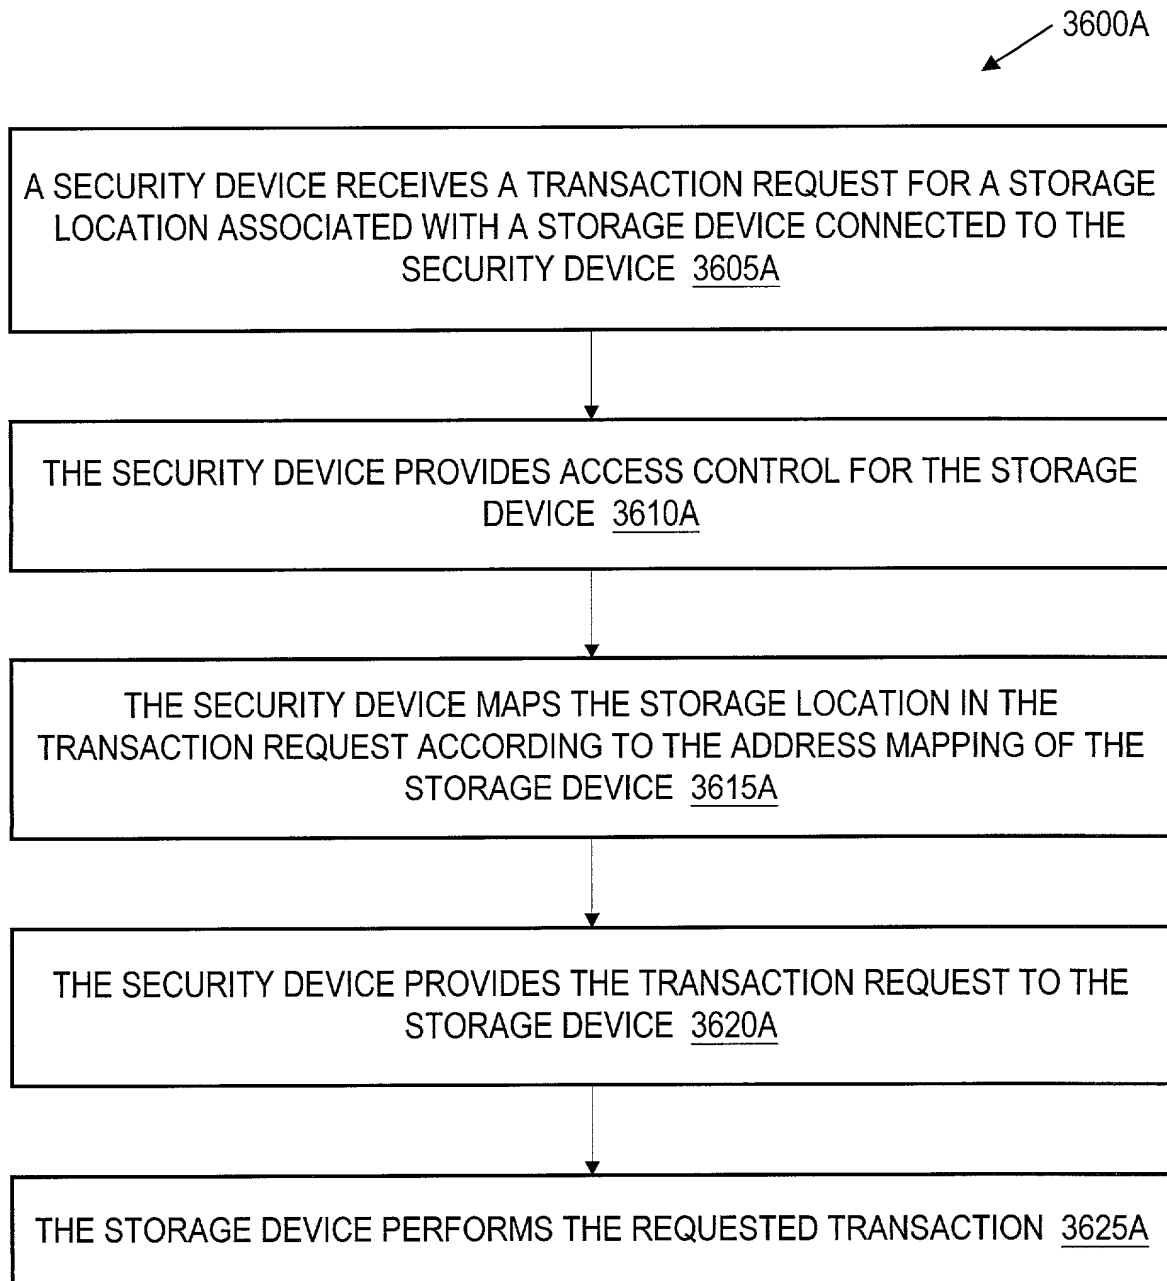 3600A
A SECURITY DEVICE RECEIVES A TRANSACTION REQUEST FOR A STORAGE
LOCATION ASSOCIATED WITH A STORAGE DEVICE CONNECTED TO THE
SECURITY DEVICE 3605A
THE SECURITY DEVICE PROVIDES ACCESS CONTROL FOR THE STORAGE
DEVICE 3610A
THE SECURITY DEVICE MAPS THE STORAGE LOCATION IN THE
TRANSACTION REQUEST ACCORDING TO THE ADDRESS MAPPING OF THE
STORAGE DEVICE 3615A
THE SECURITY DEVICE PROVIDES THE TRANSACTION REQUEST TO THE
STORAGE DEVICE 3620A
THE STORAGE DEVICE PERFORMS THE REQUESTED TRANSACTION 3625A